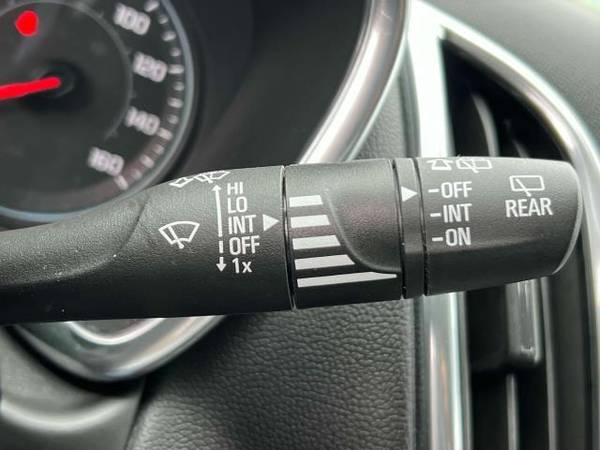 100
120
140
160
HI
LO
INT
OFF
1x
-OFF
-INT
-ON
REAR